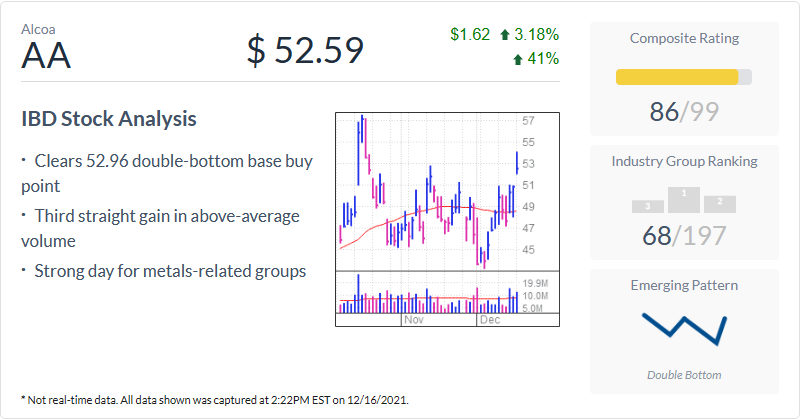 Alcoa
AA
$ 52.59
$1.62 3.18%
41%
IBD Stock Analysis
· Clears 52.96 double-bottom base buy
point
· Third straight gain in above-average
volume
· Strong day for metals-related groups
57
55
53
51
49
47
45
19.9M
10.0M
5.0M
Nov
Dec
Composite Rating
86/99
Industry Group Ranking
3 1 2
68/197
Emerging Pattern
Double Bottom
* Not real-time data. All data shown was captured at 2:22PM EST on 12/16/2021.